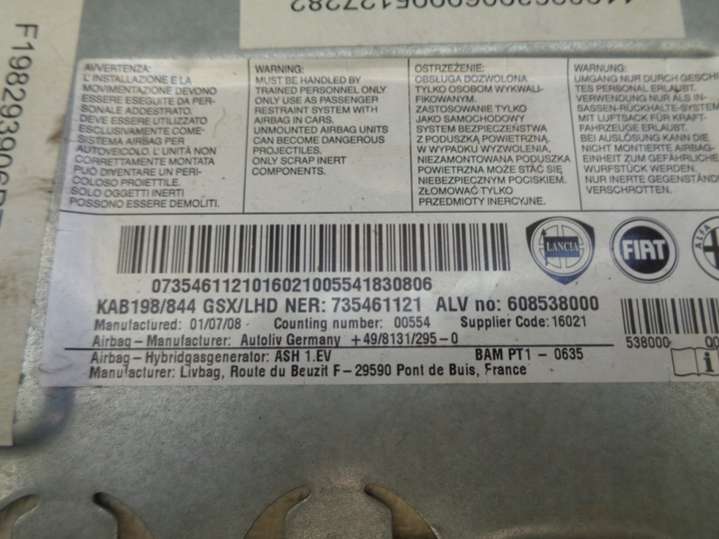 AVVERTENZA:
L'INSTALLAZIONE E LA
MOVIMENTAZIONE DEVONO
ESSERE ESEGUITE DA PER-
SONALE ADDESTRATO.
DEVE ESSERE UTILIZZATO
ESCLUSIVAMENTE COME-
SISTEMA AIRBAG PER
AUTOVEICOLO L' UNITÀ NON
CORRETTAMENTE MONTATA
PUÒ DIVENTARE UN PERI-
COLOSO PROIETTILE.
SOLO OGGETTI INERTI
POSSONO ESSERE DEMOLITI.
WARNING:
MUST BE HANDLED BY
TRAINED PERSONNEL ONLY
ONLY USE AS PASSENGER
RESTRAINT SYSTEM WITH
AIRBAG IN CARS.
UNMOUNTED AIRBAG UNITS
CAN BECOME DANGEROUS
PROJECTILES.
ONLY SCRAP INERT
COMPONENTS.
OSTRZEŻENIE:
OBSŁUGA DOZWOLONA
TYLKO OSOBOM WYKWALI-
FIKOWANYM.
ZASTOSOWANIE TYLKO
JAKO SAMOCHODOWY
SYSTEM BEZPIECZEŃSTWA
Z PODUSZKĄ POWIETRZNĄ,
W WYPADKU WYZWOLENIA,
NIEZAMONTOWANA PODUSZKA
POWIETRZNA MOŻE STAĆ SIĘ
NIEBEZPIECZNYM POCISKIEM.
ZŁOMOWAĆ TYLKO
PRZEDMIOTY INERCYJNE.
WARNUNG:
UMGANG NUR DURCH GESCH
TES PERSONAL ERLAUBT.
VERWENDUNG NUR ALS IN-
SASSEN-RÜCKHALTE-SYSTEM
MIT LUFTSACK FÜR KRAFT-
FAHRZEUGE ERLAUBT.
BEI AUSLÖSUNG KANN DIE
NICHT MONTIERTE AIRBAG-
EINHEIT ZUM GEFÄHRLICHEN
WURFSTÜCK WERDEN.
NUR INERTE GEGENSTÄNDE
VERSCHROTTEN.
LANCIA
FIAT
ALFA
0735461121016021005541830806
KAB198/844 GSX/LHD NER: 735461121 ALV no: 608538000
Manufactured: 01/07/08 - Counting number: 00554 Supplier Code: 16021
Airbag - Manufacturer: Autoliv Germany +49/8131/295-0
Airbag - Hybridgasgenerator: ASH 1.EV BAM PT1 - 0635
Manufacturer: Livbag, Route du Beuzit F - 29590 Pont de Buis, France
538000